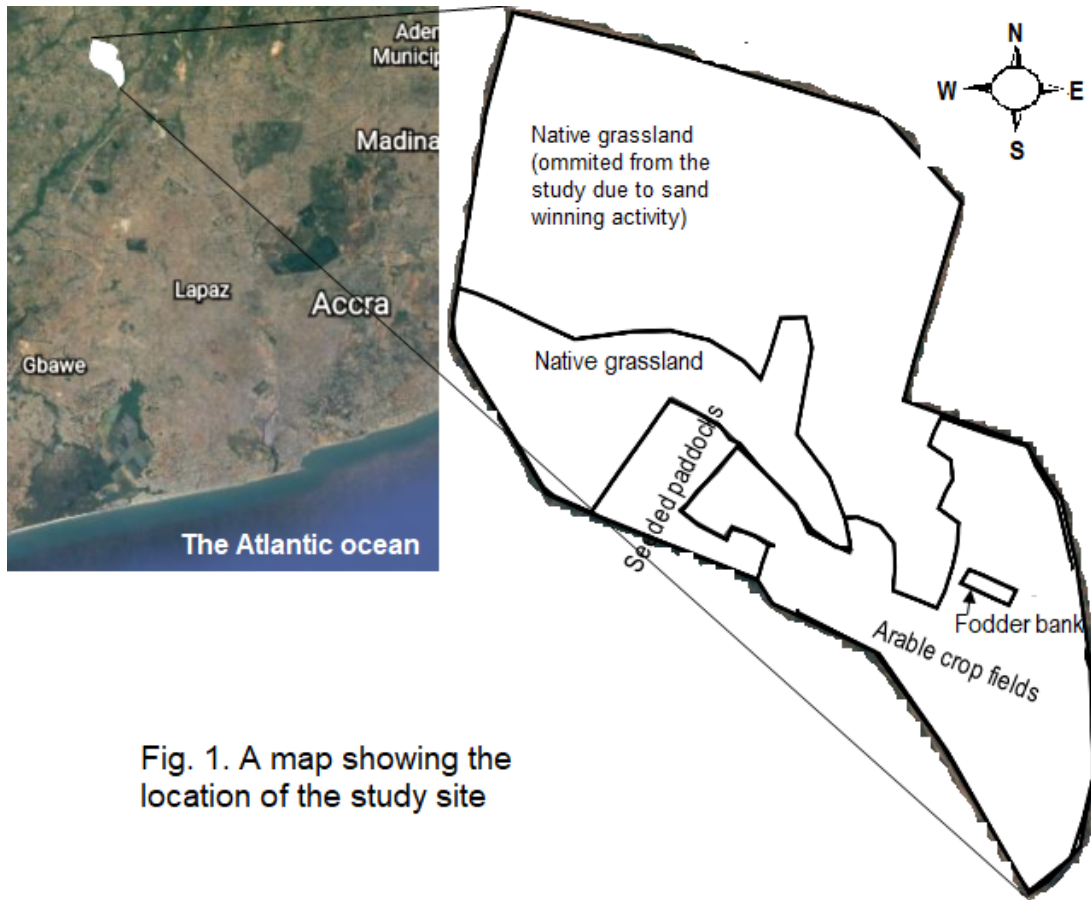 Aden
Municip
Madina
Lapaz
Accra
Gbawe
The Atlantic ocean
N
W
E
S
Native grassland
(ommited from the
study due to sand
winning activity)
Native grassland
Seeded paddocks
Fodder bank
Arable crop fields
Fig. 1. A map showing the
location of the study site